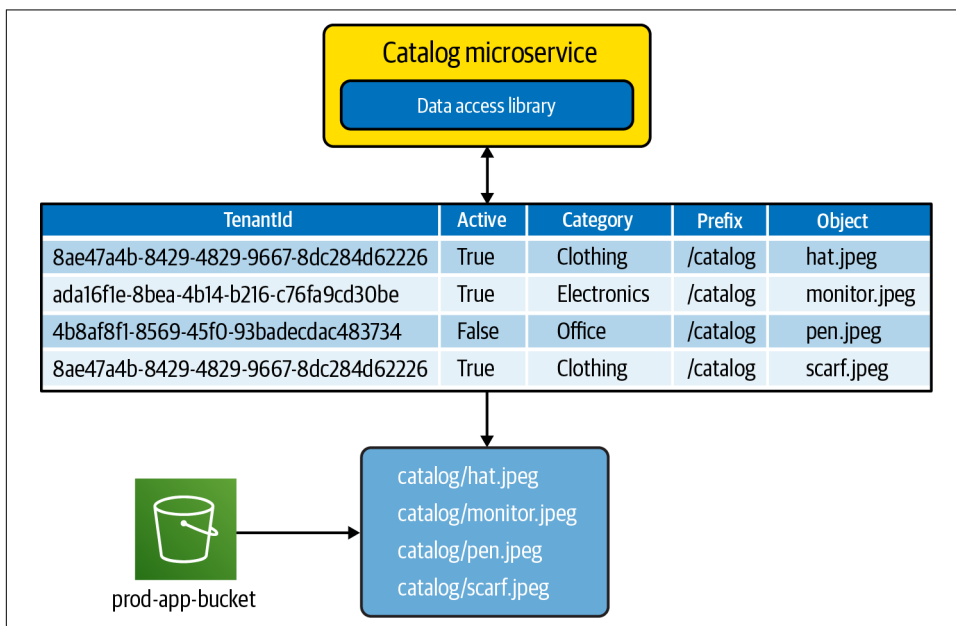 Catalog microservice
Data access library
TenantId Active Category Prefix Object
8ae47a4b-8429-4829-9667-8dc284d62226 True Clothing /catalog hat.jpeg
ada16f1e-8bea-4b14-b216-c76fa9cd30be True Electronics /catalog monitor.jpeg
4b8af8f1-8569-45f0-93badecdac483734 False Office /catalog pen.jpeg
8ae47a4b-8429-4829-9667-8dc284d62226 True Clothing /catalog scarf.jpeg
catalog/hat.jpeg
catalog/monitor.jpeg
catalog/pen.jpeg
catalog/scarf.jpeg
prod-app-bucket